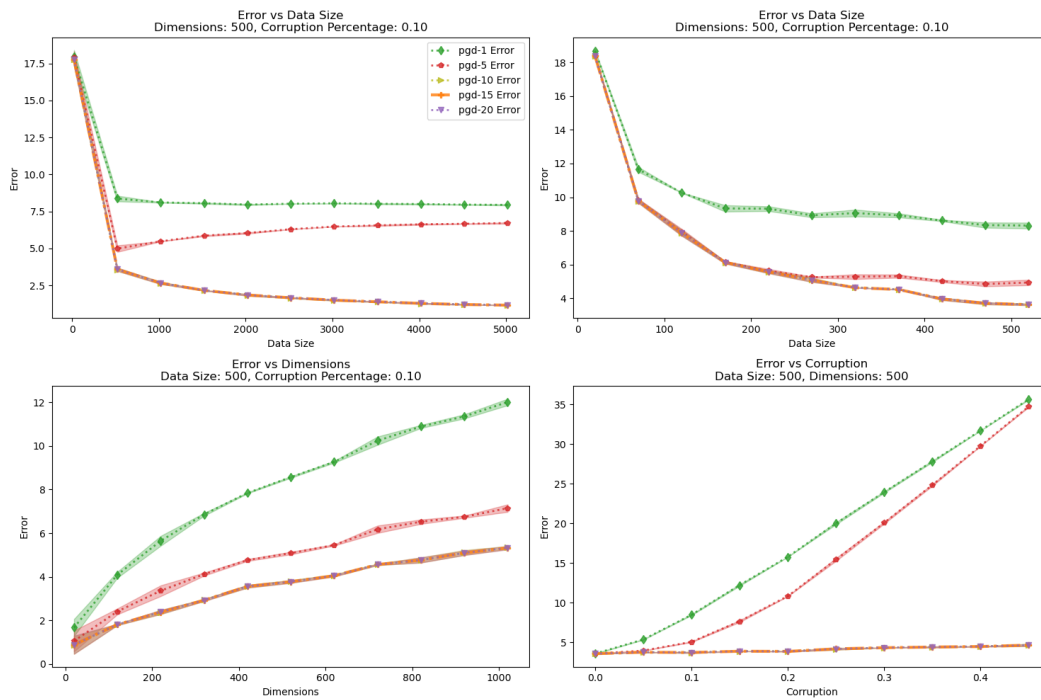 Error vs Data Size
Dimensions: 500, Corruption Percentage: 0.10
17.5
15.0
12.5
10.0
7.5
5.0
2.5
Error
pgd-1 Error
pgd-5 Error
pgd-10 Error
pgd-15 Error
pgd-20 Error
0
1000
2000
3000
4000
5000
Data Size
Error vs Data Size
Dimensions: 500, Corruption Percentage: 0.10
18
16
14
12
10
8
6
4
Error
0
100
200
300
400
500
Data Size
Error vs Dimensions
Data Size: 500, Corruption Percentage: 0.10
12
10
8
6
4
2
0
Error
0
200
400
600
800
1000
Dimensions
Error vs Corruption
Data Size: 500, Dimensions: 500
35
30
25
20
15
10
5
Error
0.0
0.1
0.2
0.3
0.4
Corruption